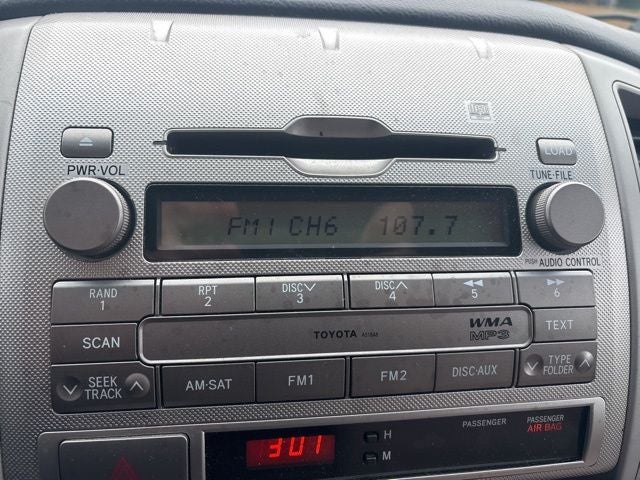 PWR·VOL
LOAD
TUNE·FILE
FM1 CH6 107.7
PUSH AUDIO CONTROL
RAND 1
RPT 2
DISC 3
DISC 4
5
6
SCAN
TOYOTA A518A8
WMA
MP3
TEXT
SEEK TRACK
AM·SAT
FM1
FM2
DISC·AUX
TYPE FOLDER
3:01
H
M
PASSENGER
PASSENGER
AIR BAG